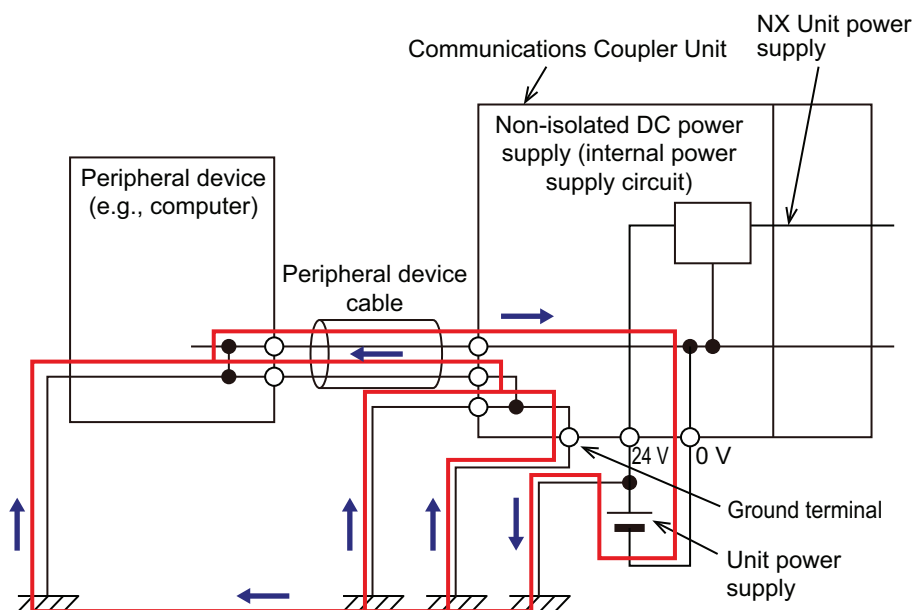 NX Unit power
supply
Communications Coupler Unit
Non-isolated DC power
supply (internal power
supply circuit)
Peripheral device
(e.g., computer)
Peripheral device
cable
24 V
0 V
Ground terminal
Unit power
supply